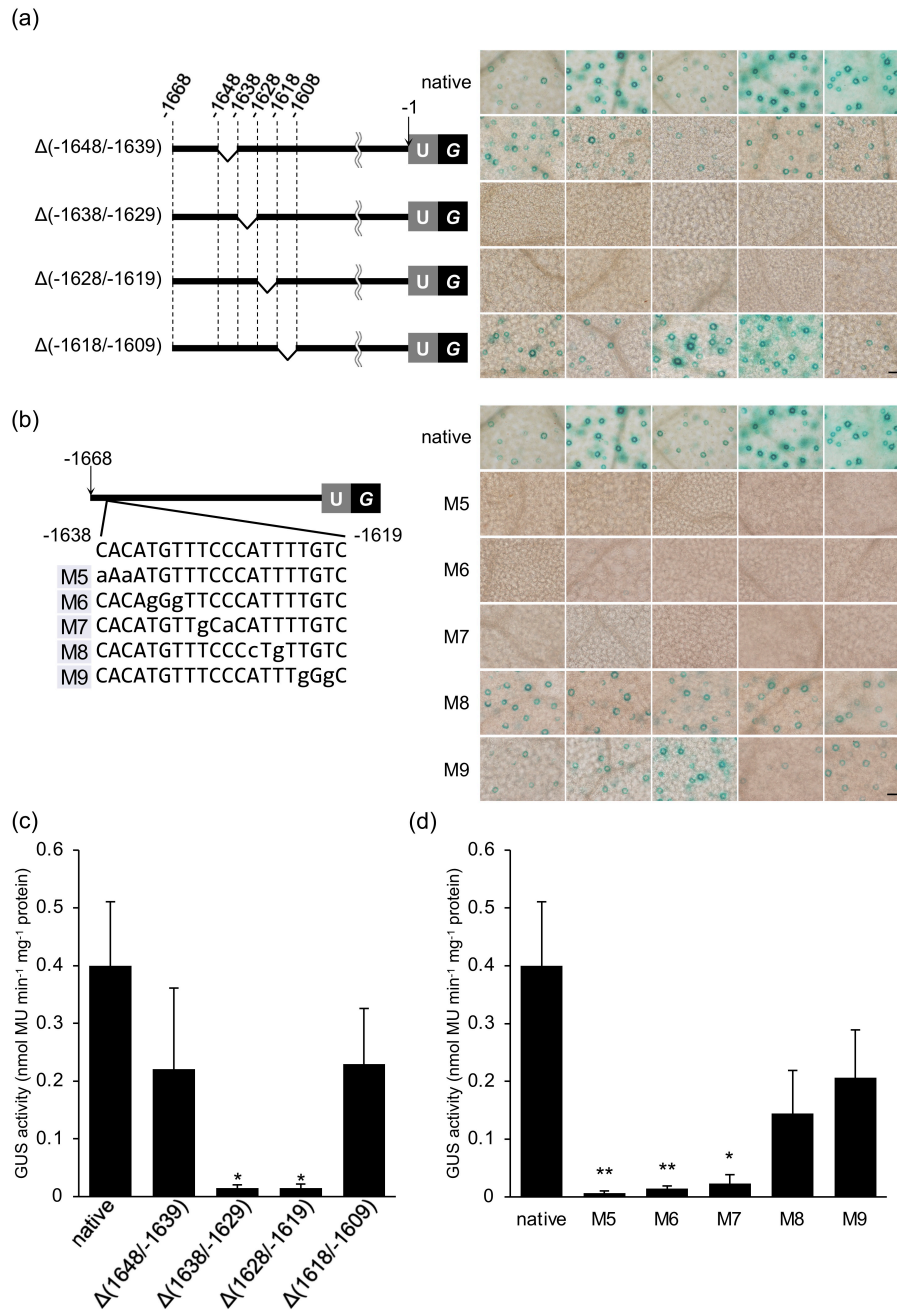 (a)
-1668
-1648
-1638
-1628
-1618
-1608
-1
native
Δ(-1648/-1639)
U G
Δ(-1638/-1629)
U G
Δ(-1628/-1619)
U G
Δ(-1618/-1609)
U G
(b)
native
-1668
U G
-1638
-1619
CACATGTTTCCCATTTTGTC
M5 aAaATGTTTCCCATTTTGTC
M6 CACAgGgTTCCCATTTTGTC
M7 CACATGTTgCaCATTTTGTC
M8 CACATGTTTCCCcTgTTGTC
M9 CACATGTTTCCCATTTgGgC
M5
M6
M7
M8
M9
(c)
GUS activity (nmol MU min-1 mg-1 protein)
0.6
0.5
0.4
0.3
0.2
0.1
0
* *
native
Δ(1648/-1639)
Δ(1638/-1629)
Δ(1628/-1619)
Δ(1618/-1609)
(d)
GUS activity (nmol MU min-1 mg-1 protein)
0.6
0.5
0.4
0.3
0.2
0.1
0
** ** *
native M5 M6 M7 M8 M9